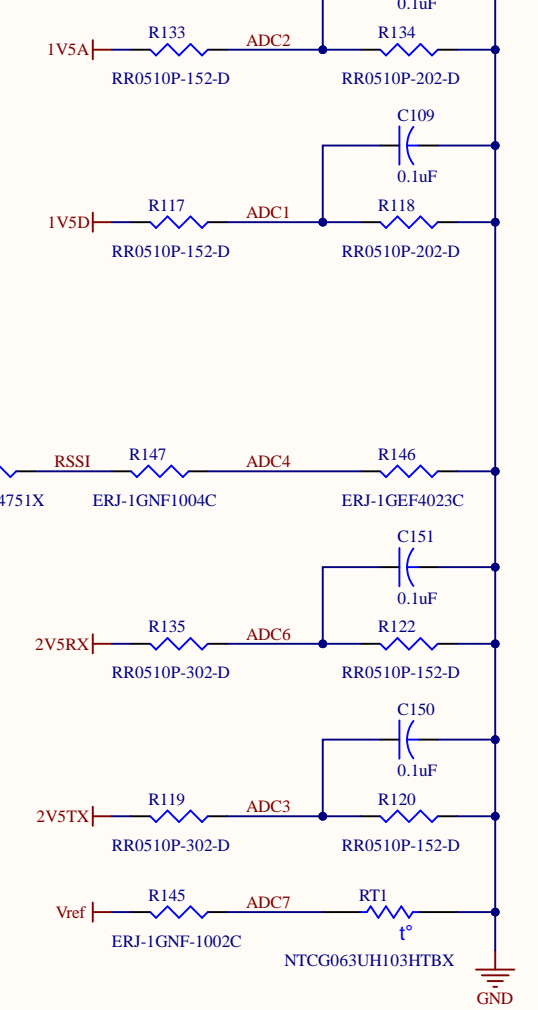 0.1uF
R133
ADC2
R134
1V5A
RR0510P-152-D
RR0510P-202-D
C109
0.1uF
R117
ADC1
R118
1V5D
RR0510P-152-D
RR0510P-202-D
RSSI
R147
ADC4
R146
4751X
ERJ-1GNF1004C
ERJ-1GEF4023C
C151
0.1uF
R135
ADC6
R122
2V5RX
RR0510P-302-D
RR0510P-152-D
C150
0.1uF
R119
ADC3
R120
2V5TX
RR0510P-302-D
RR0510P-152-D
R145
ADC7
RT1
Vref
t°
ERJ-1GNF-1002C
NTCG063UH103HTBX
GND